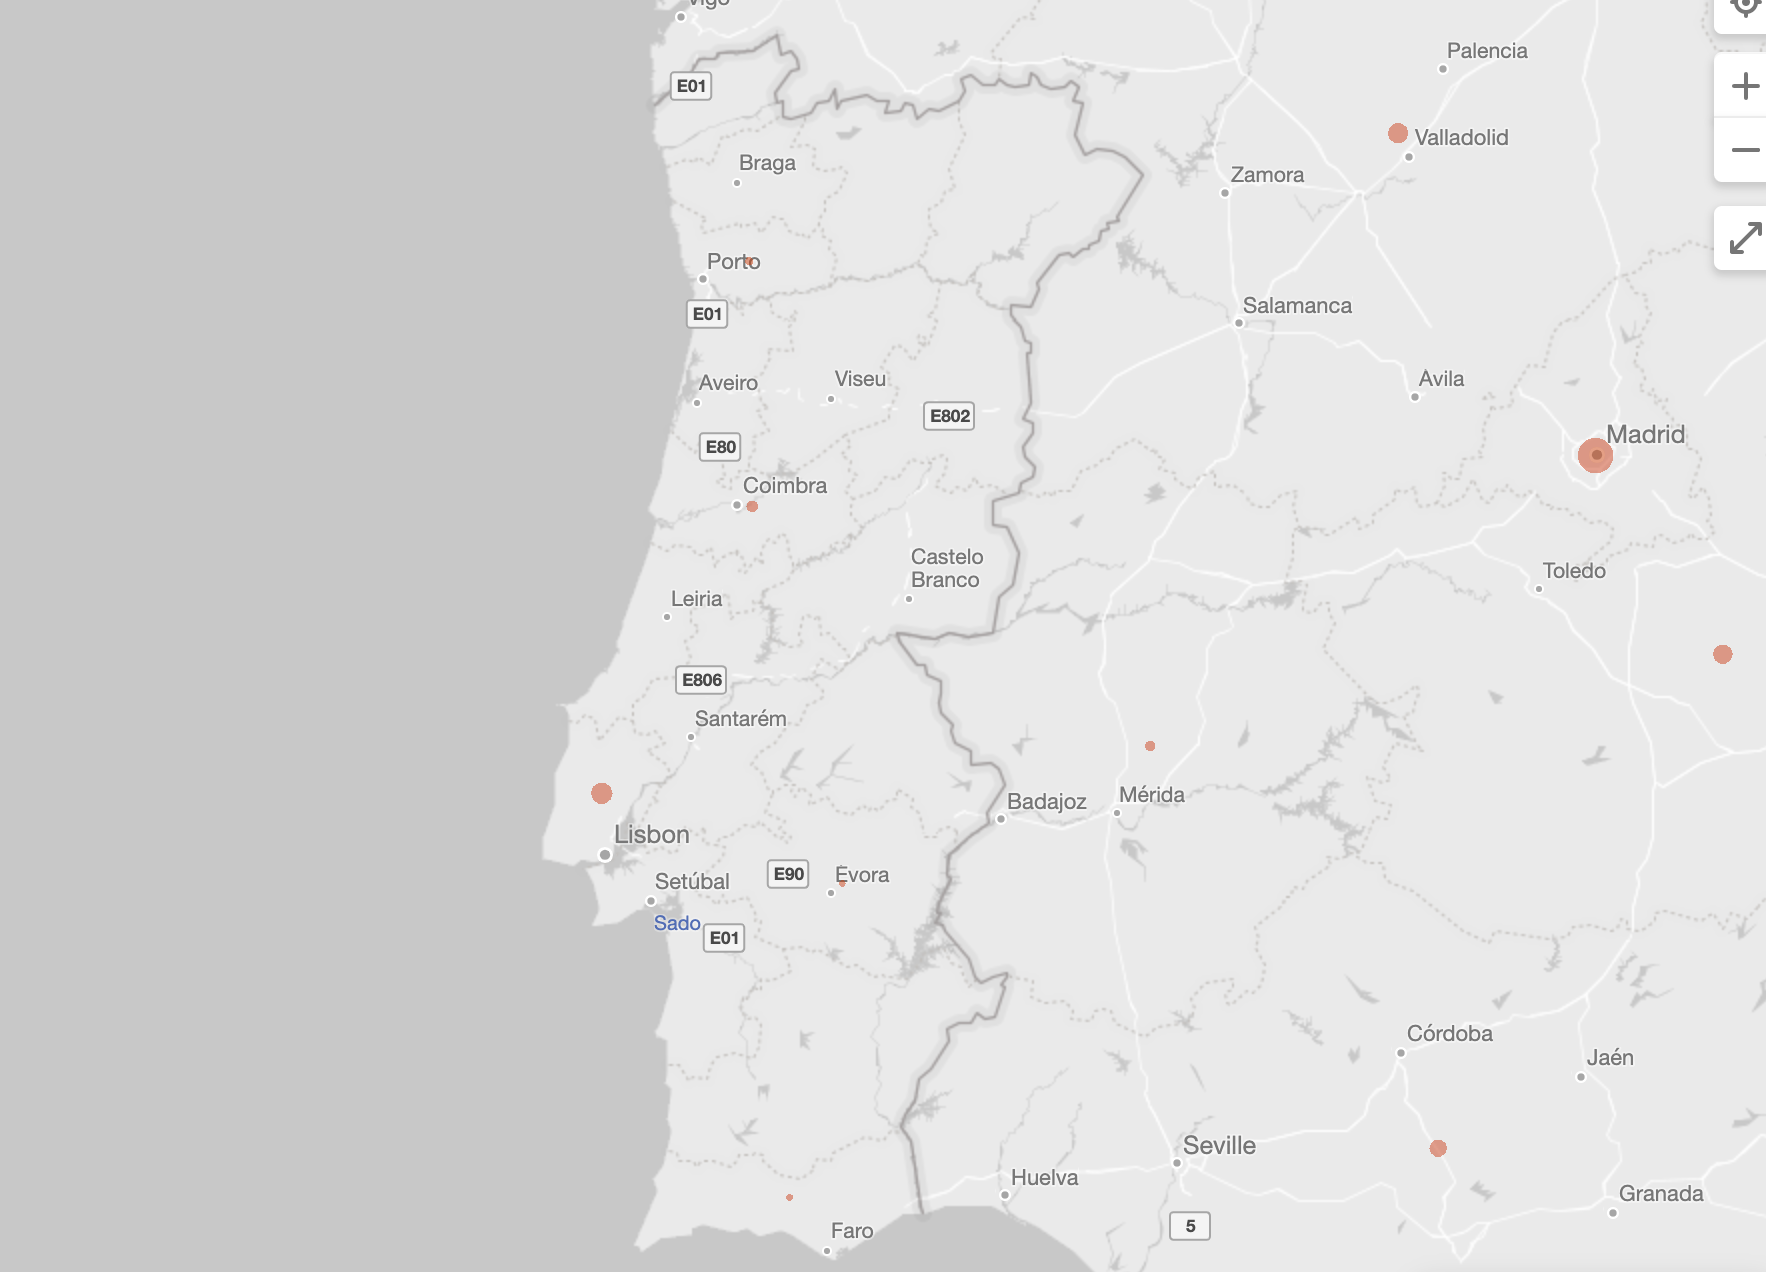 Vigo
Palencia
E01
Valladolid
Braga
Zamora
Porto
E01
Salamanca
Aveiro
Viseu
Avila
E802
Madrid
E80
Coimbra
Castelo
Branco
Toledo
Leiria
E806
Santarém
Badajoz
Mérida
Lisbon
E90
Evora
Setúbal
Sado
E01
Córdoba
Jaén
Seville
Huelva
Granada
5
Faro